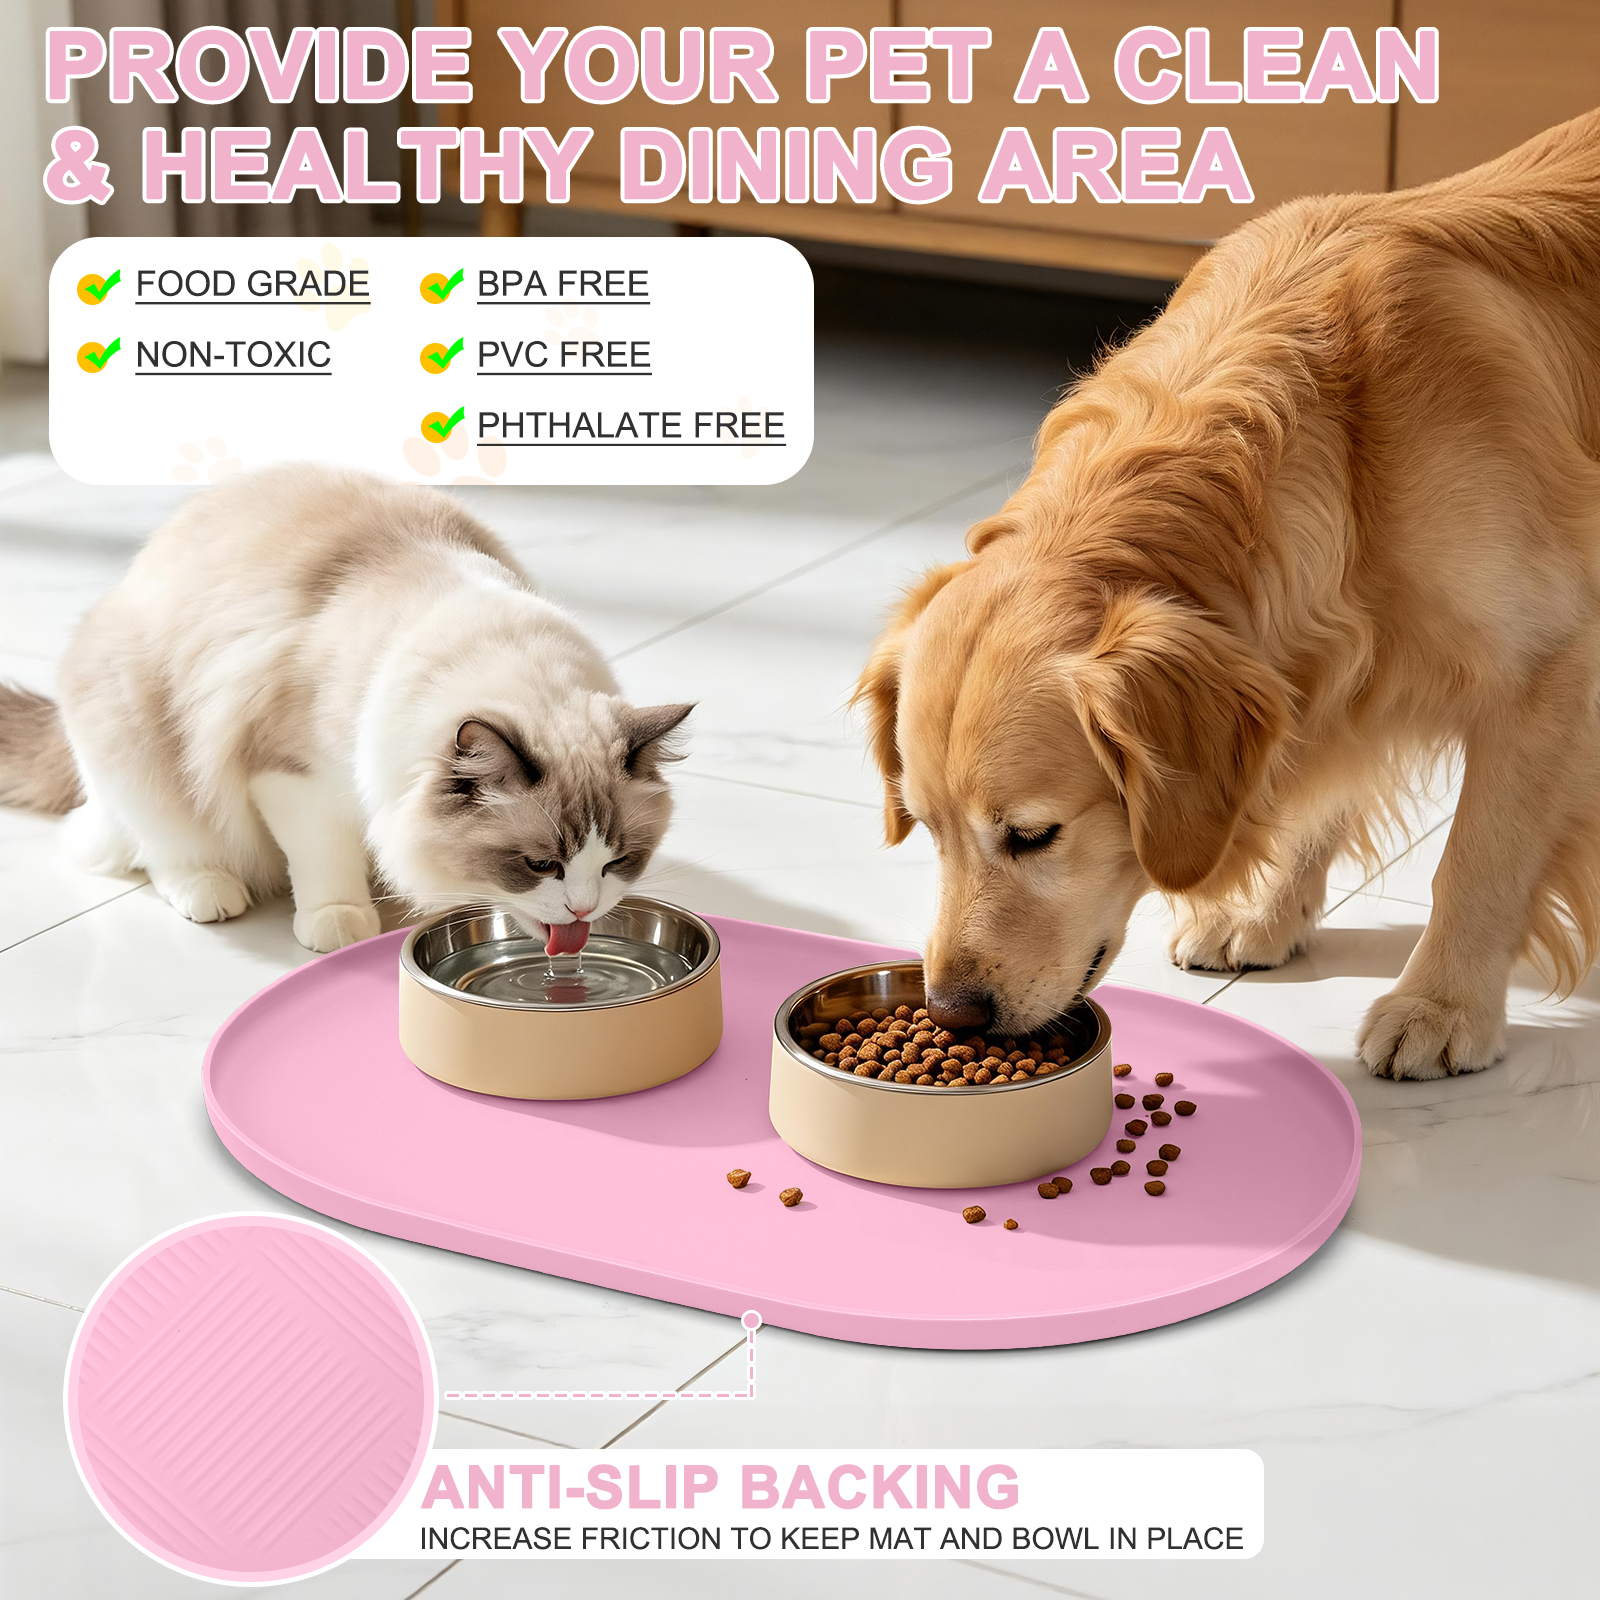 PROVIDE YOUR PET A CLEAN
& HEALTHY DINING AREA
FOOD GRADE
NON-TOXIC
BPA FREE
PVC FREE
PHTHALATE FREE
ANTI-SLIP BACKING
INCREASE FRICTION TO KEEP MAT AND BOWL IN PLACE